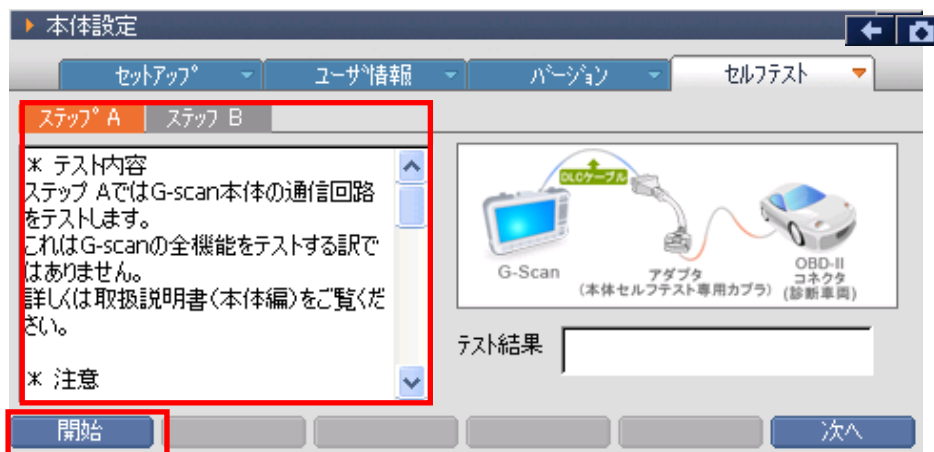 本体設定
セットアップ
ユーザ情報
バージョン
セルフテスト
ステップ A
ステップ B
* テスト内容
ステップ AではG-scan本体の通信回路
をテストします。
これはG-scanの全機能をテストする訳で
はありません。
詳しくは取扱説明書(本体編)をご覧くだ
さい。
* 注意
DLCケーブル
G-Scan
アダプタ
(本体セルフテスト専用カプラ)
OBD-II
コネクタ
(診断車両)
テスト結果
開始
次へ